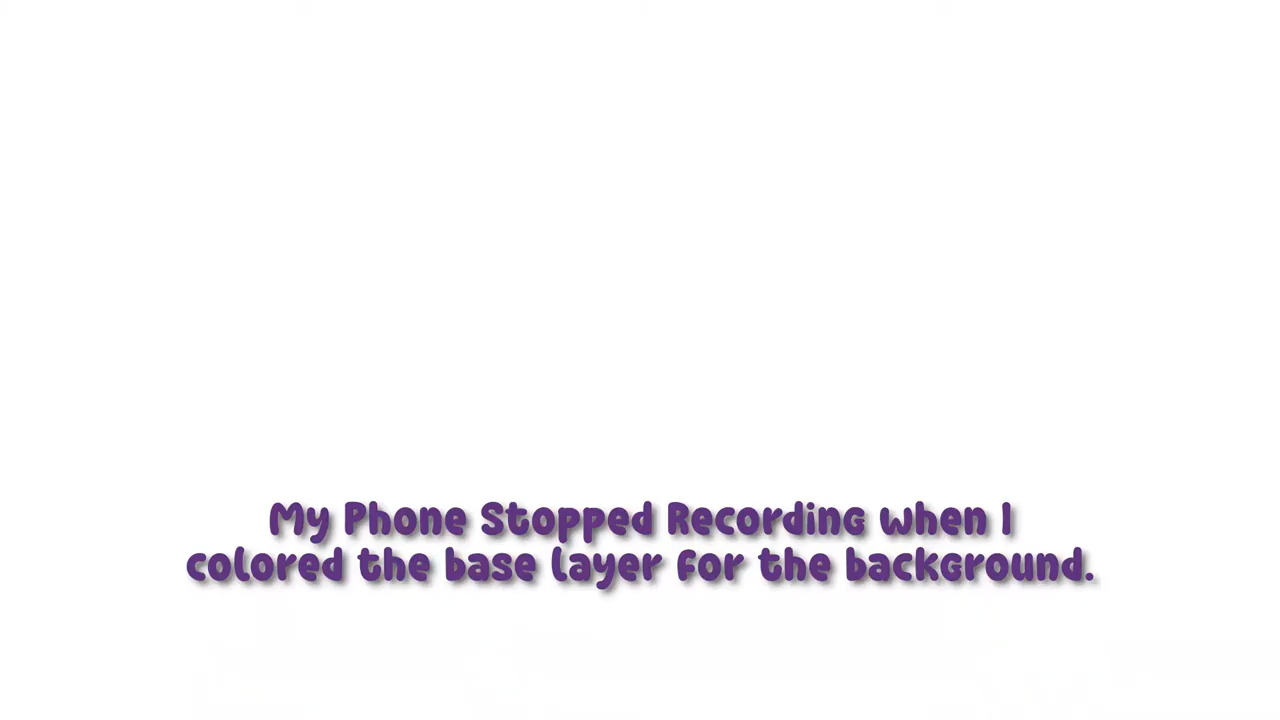 My Phone Stopped Recording when I
colored the base layer for the background.